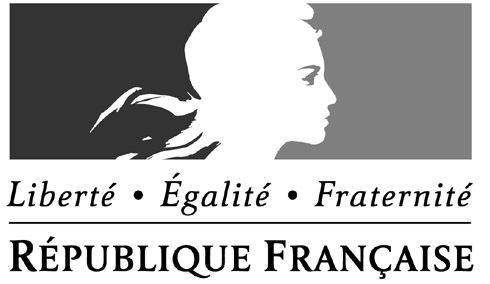 Liberté • Égalité • Fraternité
RÉPUBLIQUE FRANÇAISE